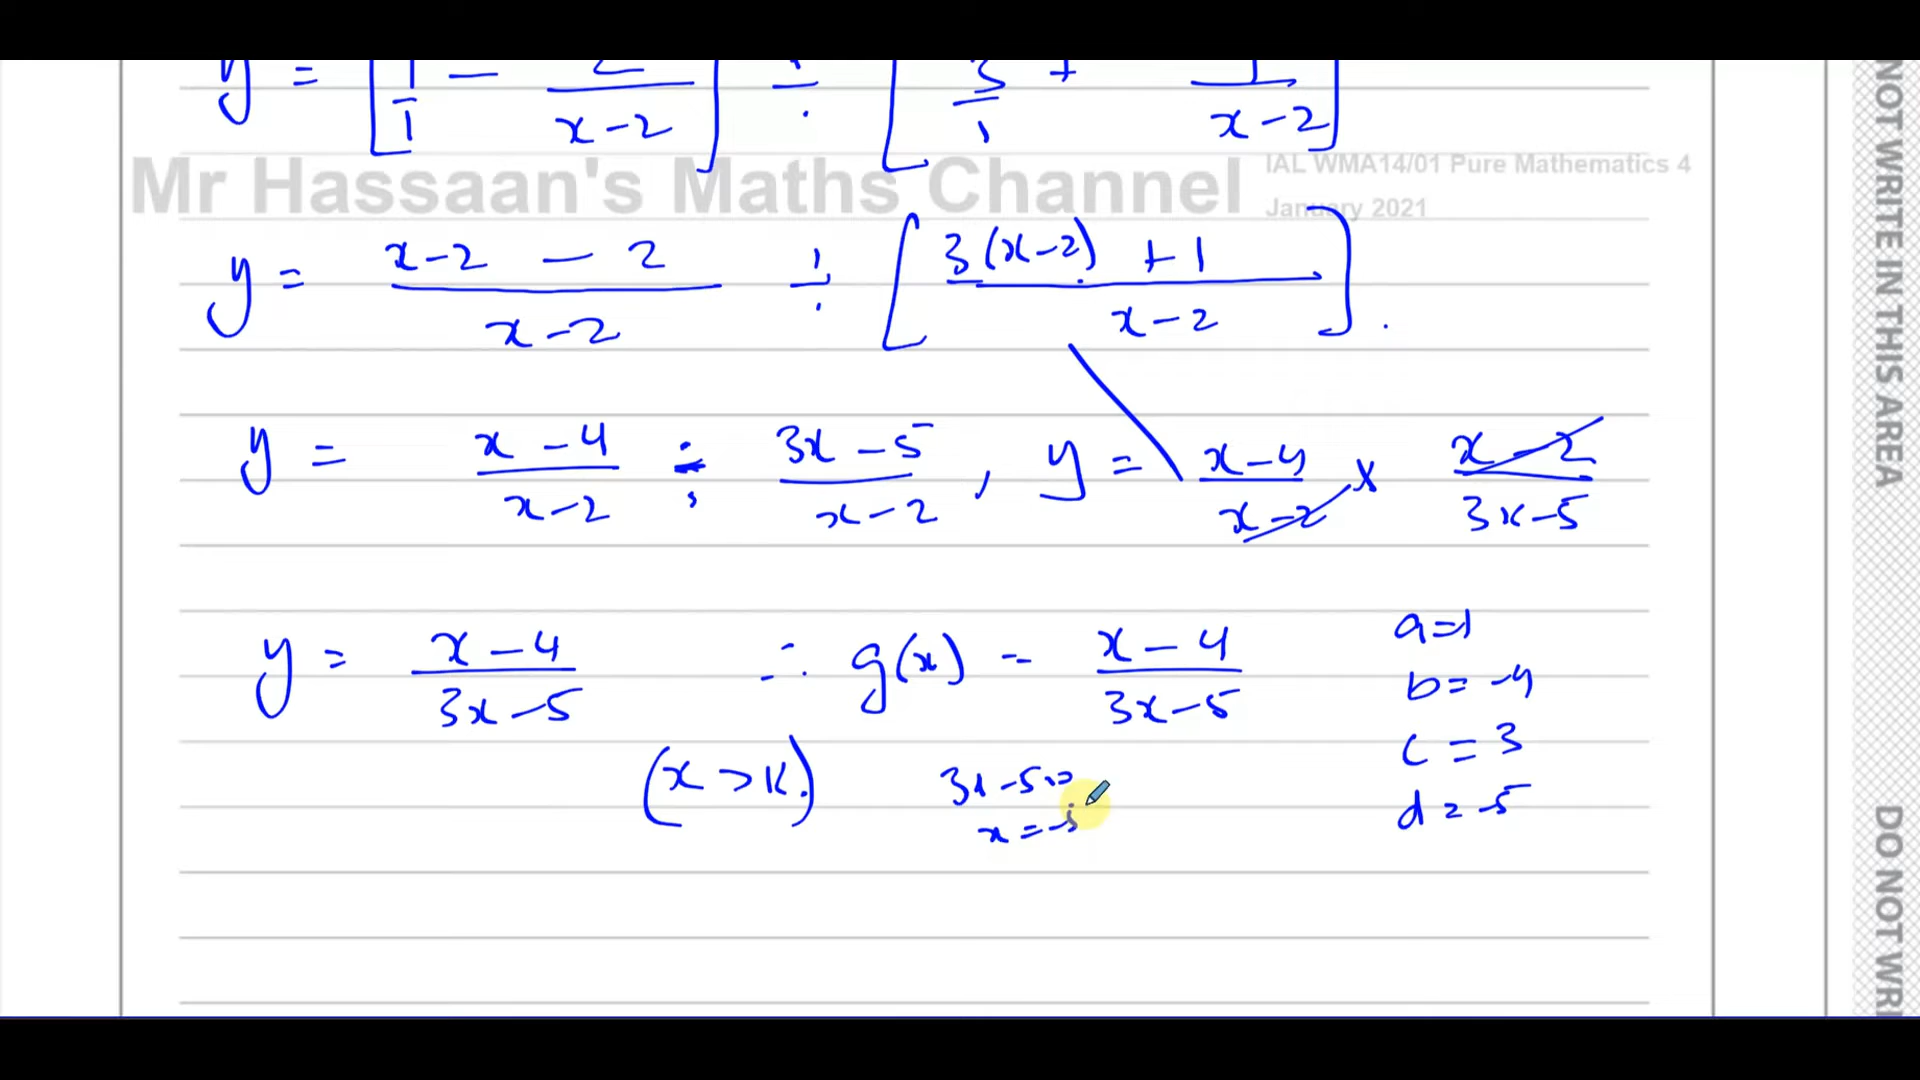 y = [1/1 - 2/(x-2)] ÷ [3/1 + 1/(x-2)]
Mr Hassaan's Maths Channel
IAL WMA14/01 Pure Mathematics 4
January 2021
y = (x-2 - 2)/(x-2) ÷ [(3(x-2) + 1)/(x-2)].
y = (x-4)/(x-2) ÷ (3x-5)/(x-2), y = (x-4)/(x-2) × (x-2)/(3x-5)
y = (x-4)/(3x-5) ∴ g(x) = (x-4)/(3x-5)
a=1
b=-4
c=3
d=-5
(x > k)
3x-5=
NOT WRITE IN THIS AREA
DO NOT WRI